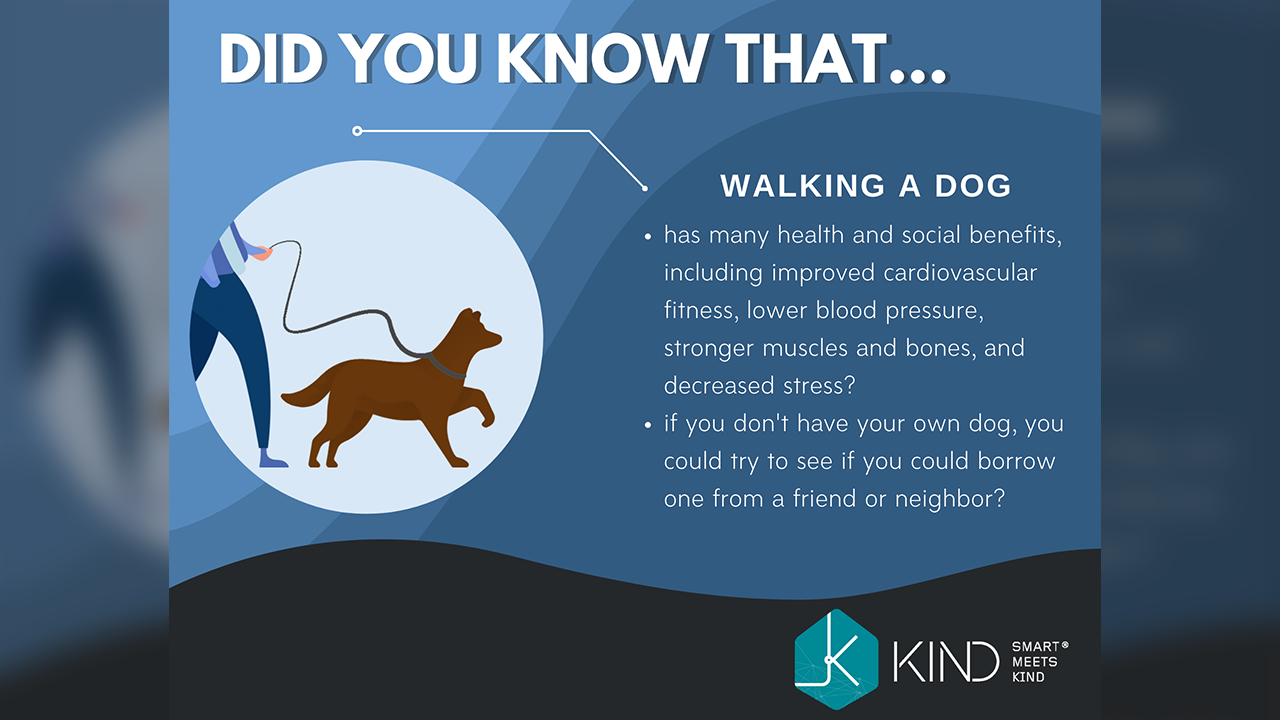 DID YOU KNOW THAT...
WALKING A DOG
• has many health and social benefits,
including improved cardiovascular
fitness, lower blood pressure,
stronger muscles and bones, and
decreased stress?
• if you don't have your own dog, you
could try to see if you could borrow
one from a friend or neighbor?
KIND
SMART®
MEETS
KIND